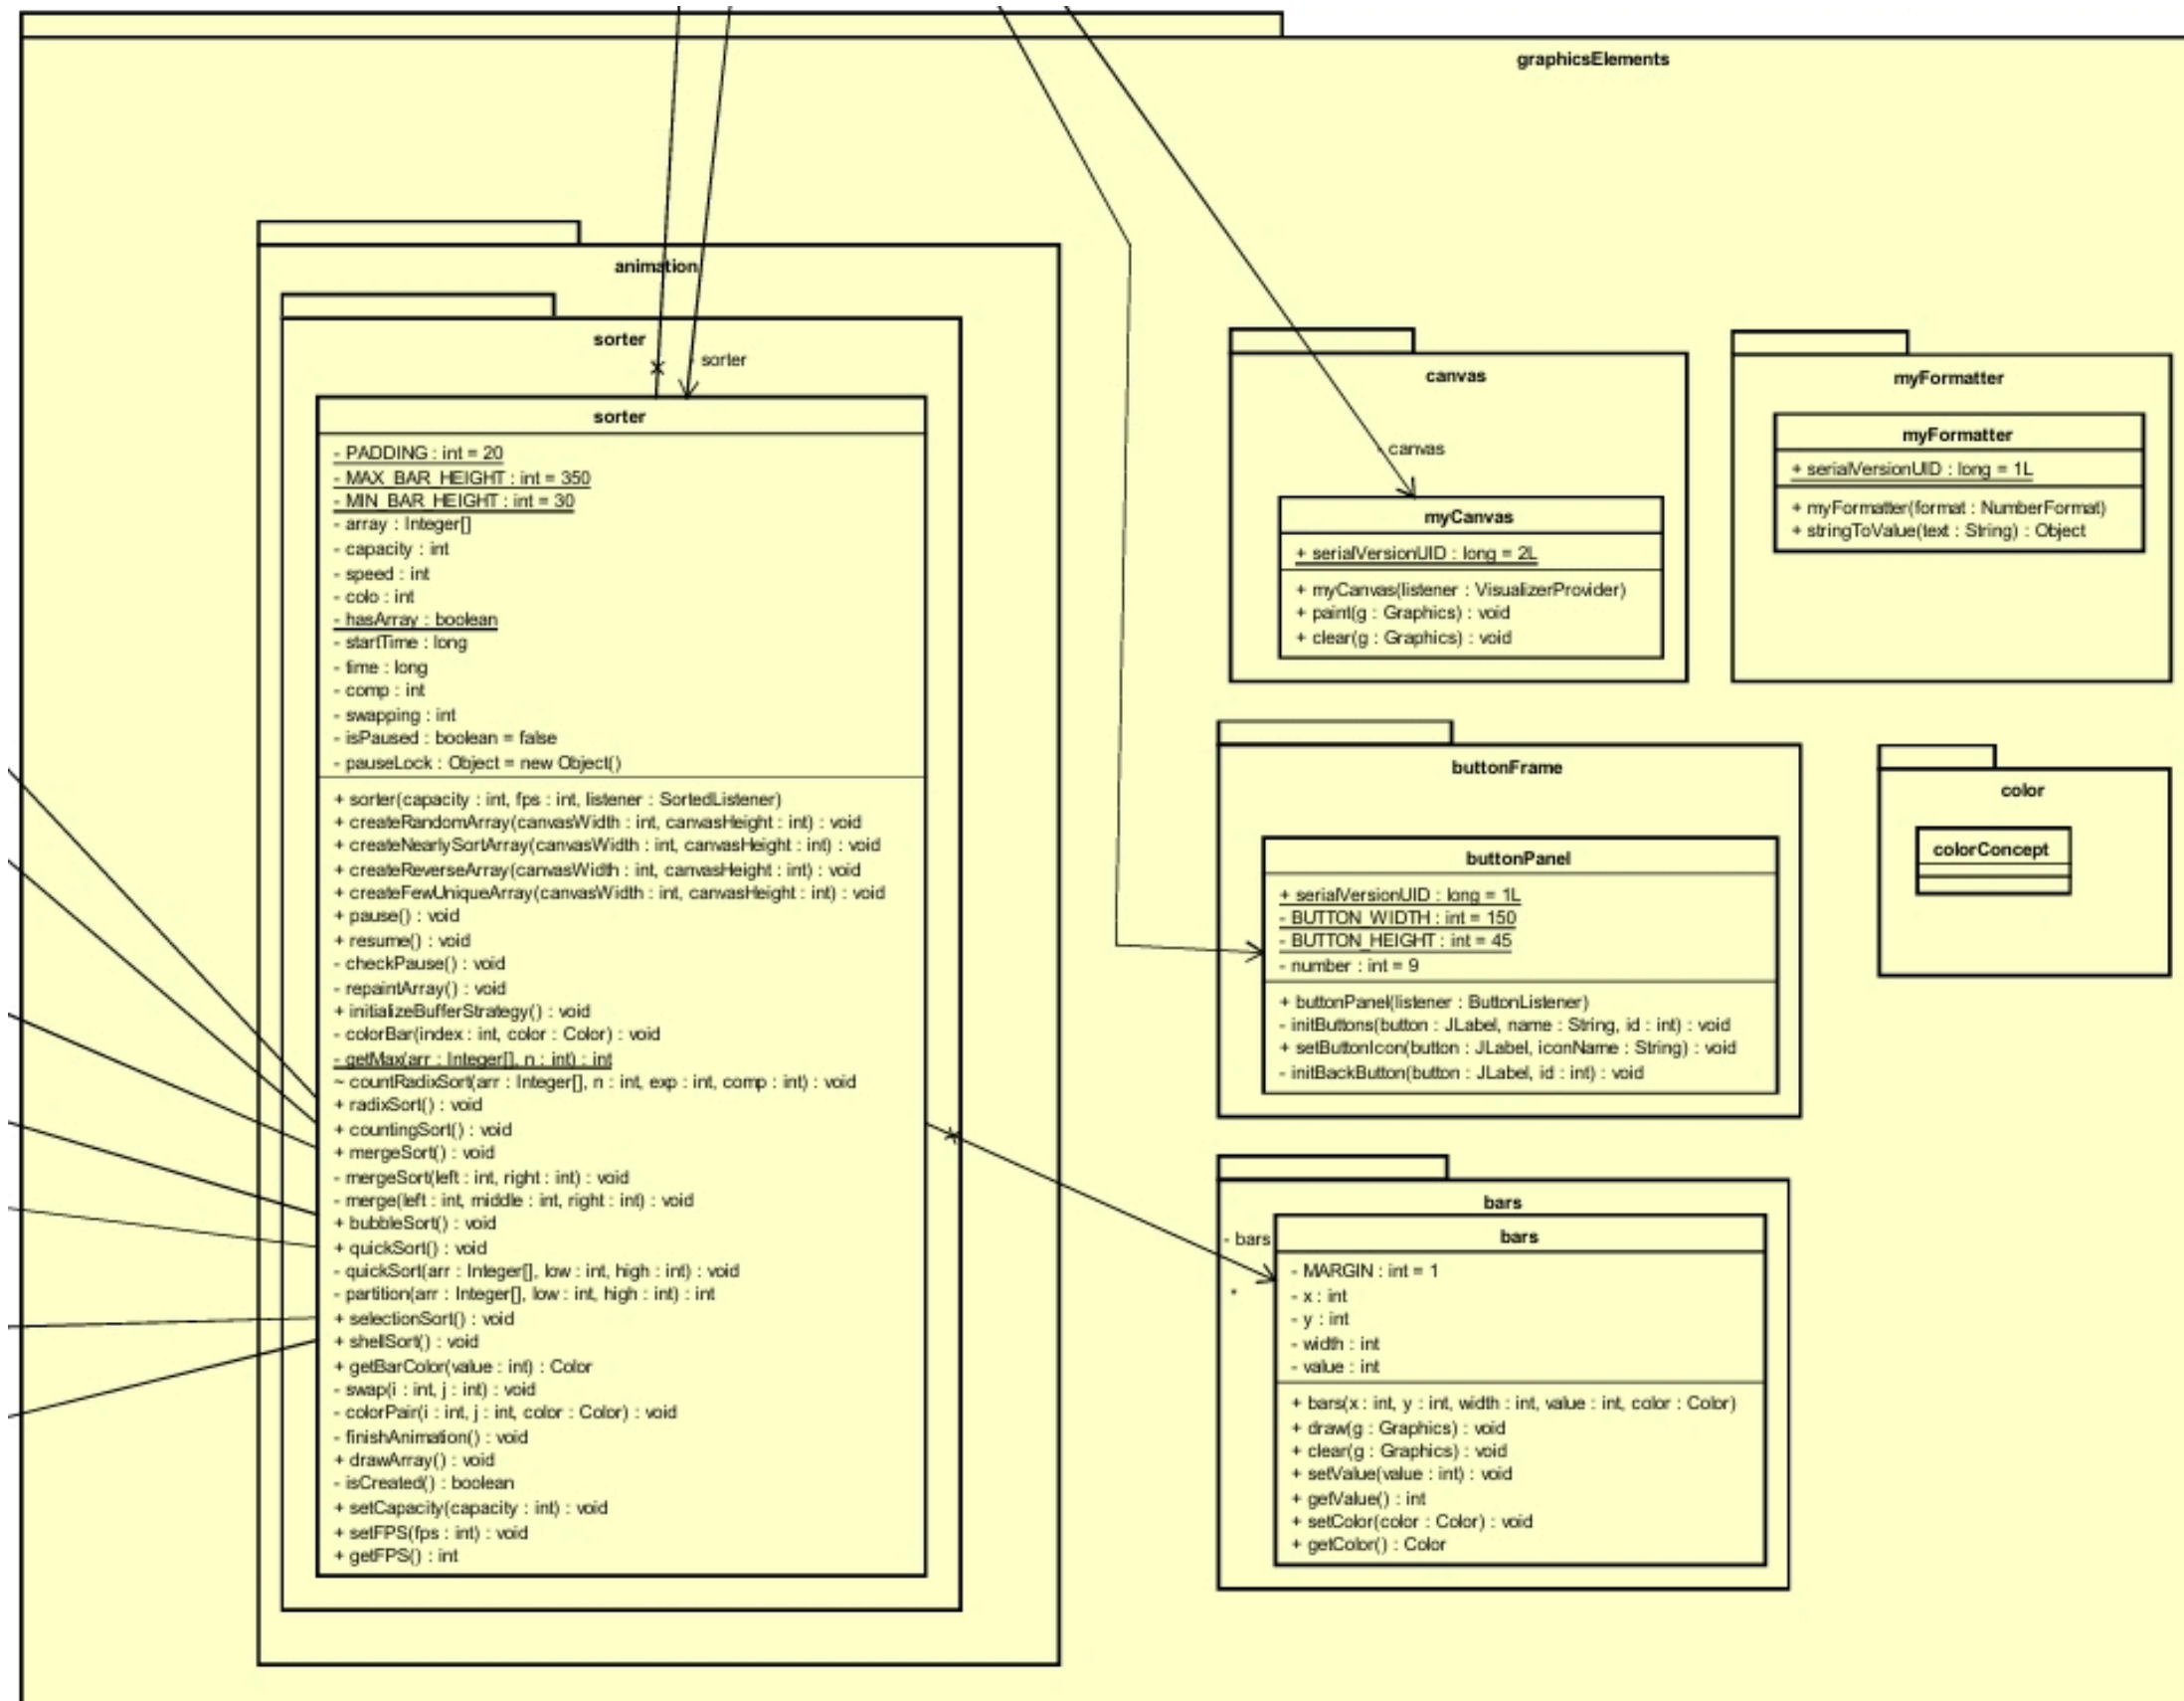 graphicsElements
animation
sorter
sorter
sorter
- PADDING : int = 20
- MAX_BAR_HEIGHT : int = 350
- MIN_BAR_HEIGHT : int = 30
- array : Integer[]
- capacity : int
- speed : int
- colo : int
- hasArray : boolean
- startTime : long
- time : long
- comp : int
- swapping : int
- isPaused : boolean = false
- pauseLock : Object = new Object()
+ sorter(capacity : int, fps : int, listener : SortedListener)
+ createRandomArray(canvasWidth : int, canvasHeight : int) : void
+ createNearlySortArray(canvasWidth : int, canvasHeight : int) : void
+ createReverseArray(canvasWidth : int, canvasHeight : int) : void
+ createFewUniqueArray(canvasWidth : int, canvasHeight : int) : void
+ pause() : void
+ resume() : void
- checkPause() : void
- repaintArray() : void
+ initializeBufferStrategy() : void
- colorBar(index : int, color : Color) : void
- getMax(arr : Integer[], n : int) : int
~ countRadixSort(arr : Integer[], n : int, exp : int, comp : int) : void
+ radixSort() : void
+ countingSort() : void
+ mergeSort() : void
- mergeSort(left : int, right : int) : void
- merge(left : int, middle : int, right : int) : void
+ bubbleSort() : void
+ quickSort() : void
- quickSort(arr : Integer[], low : int, high : int) : void
- partition(arr : Integer[], low : int, high : int) : int
+ selectionSort() : void
+ shellSort() : void
+ getBarColor(value : int) : Color
- swap(i : int, j : int) : void
- colorPair(i : int, j : int, color : Color) : void
- finishAnimation() : void
+ drawArray() : void
- isCreated() : boolean
+ setCapacity(capacity : int) : void
+ setFPS(fps : int) : void
+ getFPS() : int
canvas
- canvas
myCanvas
+ serialVersionUID : long = 2L
+ myCanvas(listener : VisualizerProvider)
+ paint(g : Graphics) : void
+ clear(g : Graphics) : void
myFormatter
myFormatter
+ serialVersionUID : long = 1L
+ myFormatter(format : NumberFormat)
+ stringToValue(text : String) : Object
buttonFrame
buttonPanel
+ serialVersionUID : long = 1L
- BUTTON_WIDTH : int = 150
- BUTTON_HEIGHT : int = 45
- number : int = 9
+ buttonPanel(listener : ButtonListener)
- initButtons(button : JLabel, name : String, id : int) : void
+ setButtonIcon(button : JLabel, iconName : String) : void
- initBackButton(button : JLabel, id : int) : void
color
colorConcept
bars
- bars
*
bars
- MARGIN : int = 1
- x : int
- y : int
- width : int
- value : int
+ bars(x : int, y : int, width : int, value : int, color : Color)
+ draw(g : Graphics) : void
+ clear(g : Graphics) : void
+ setValue(value : int) : void
+ getValue() : int
+ setColor(color : Color) : void
+ getColor() : Color